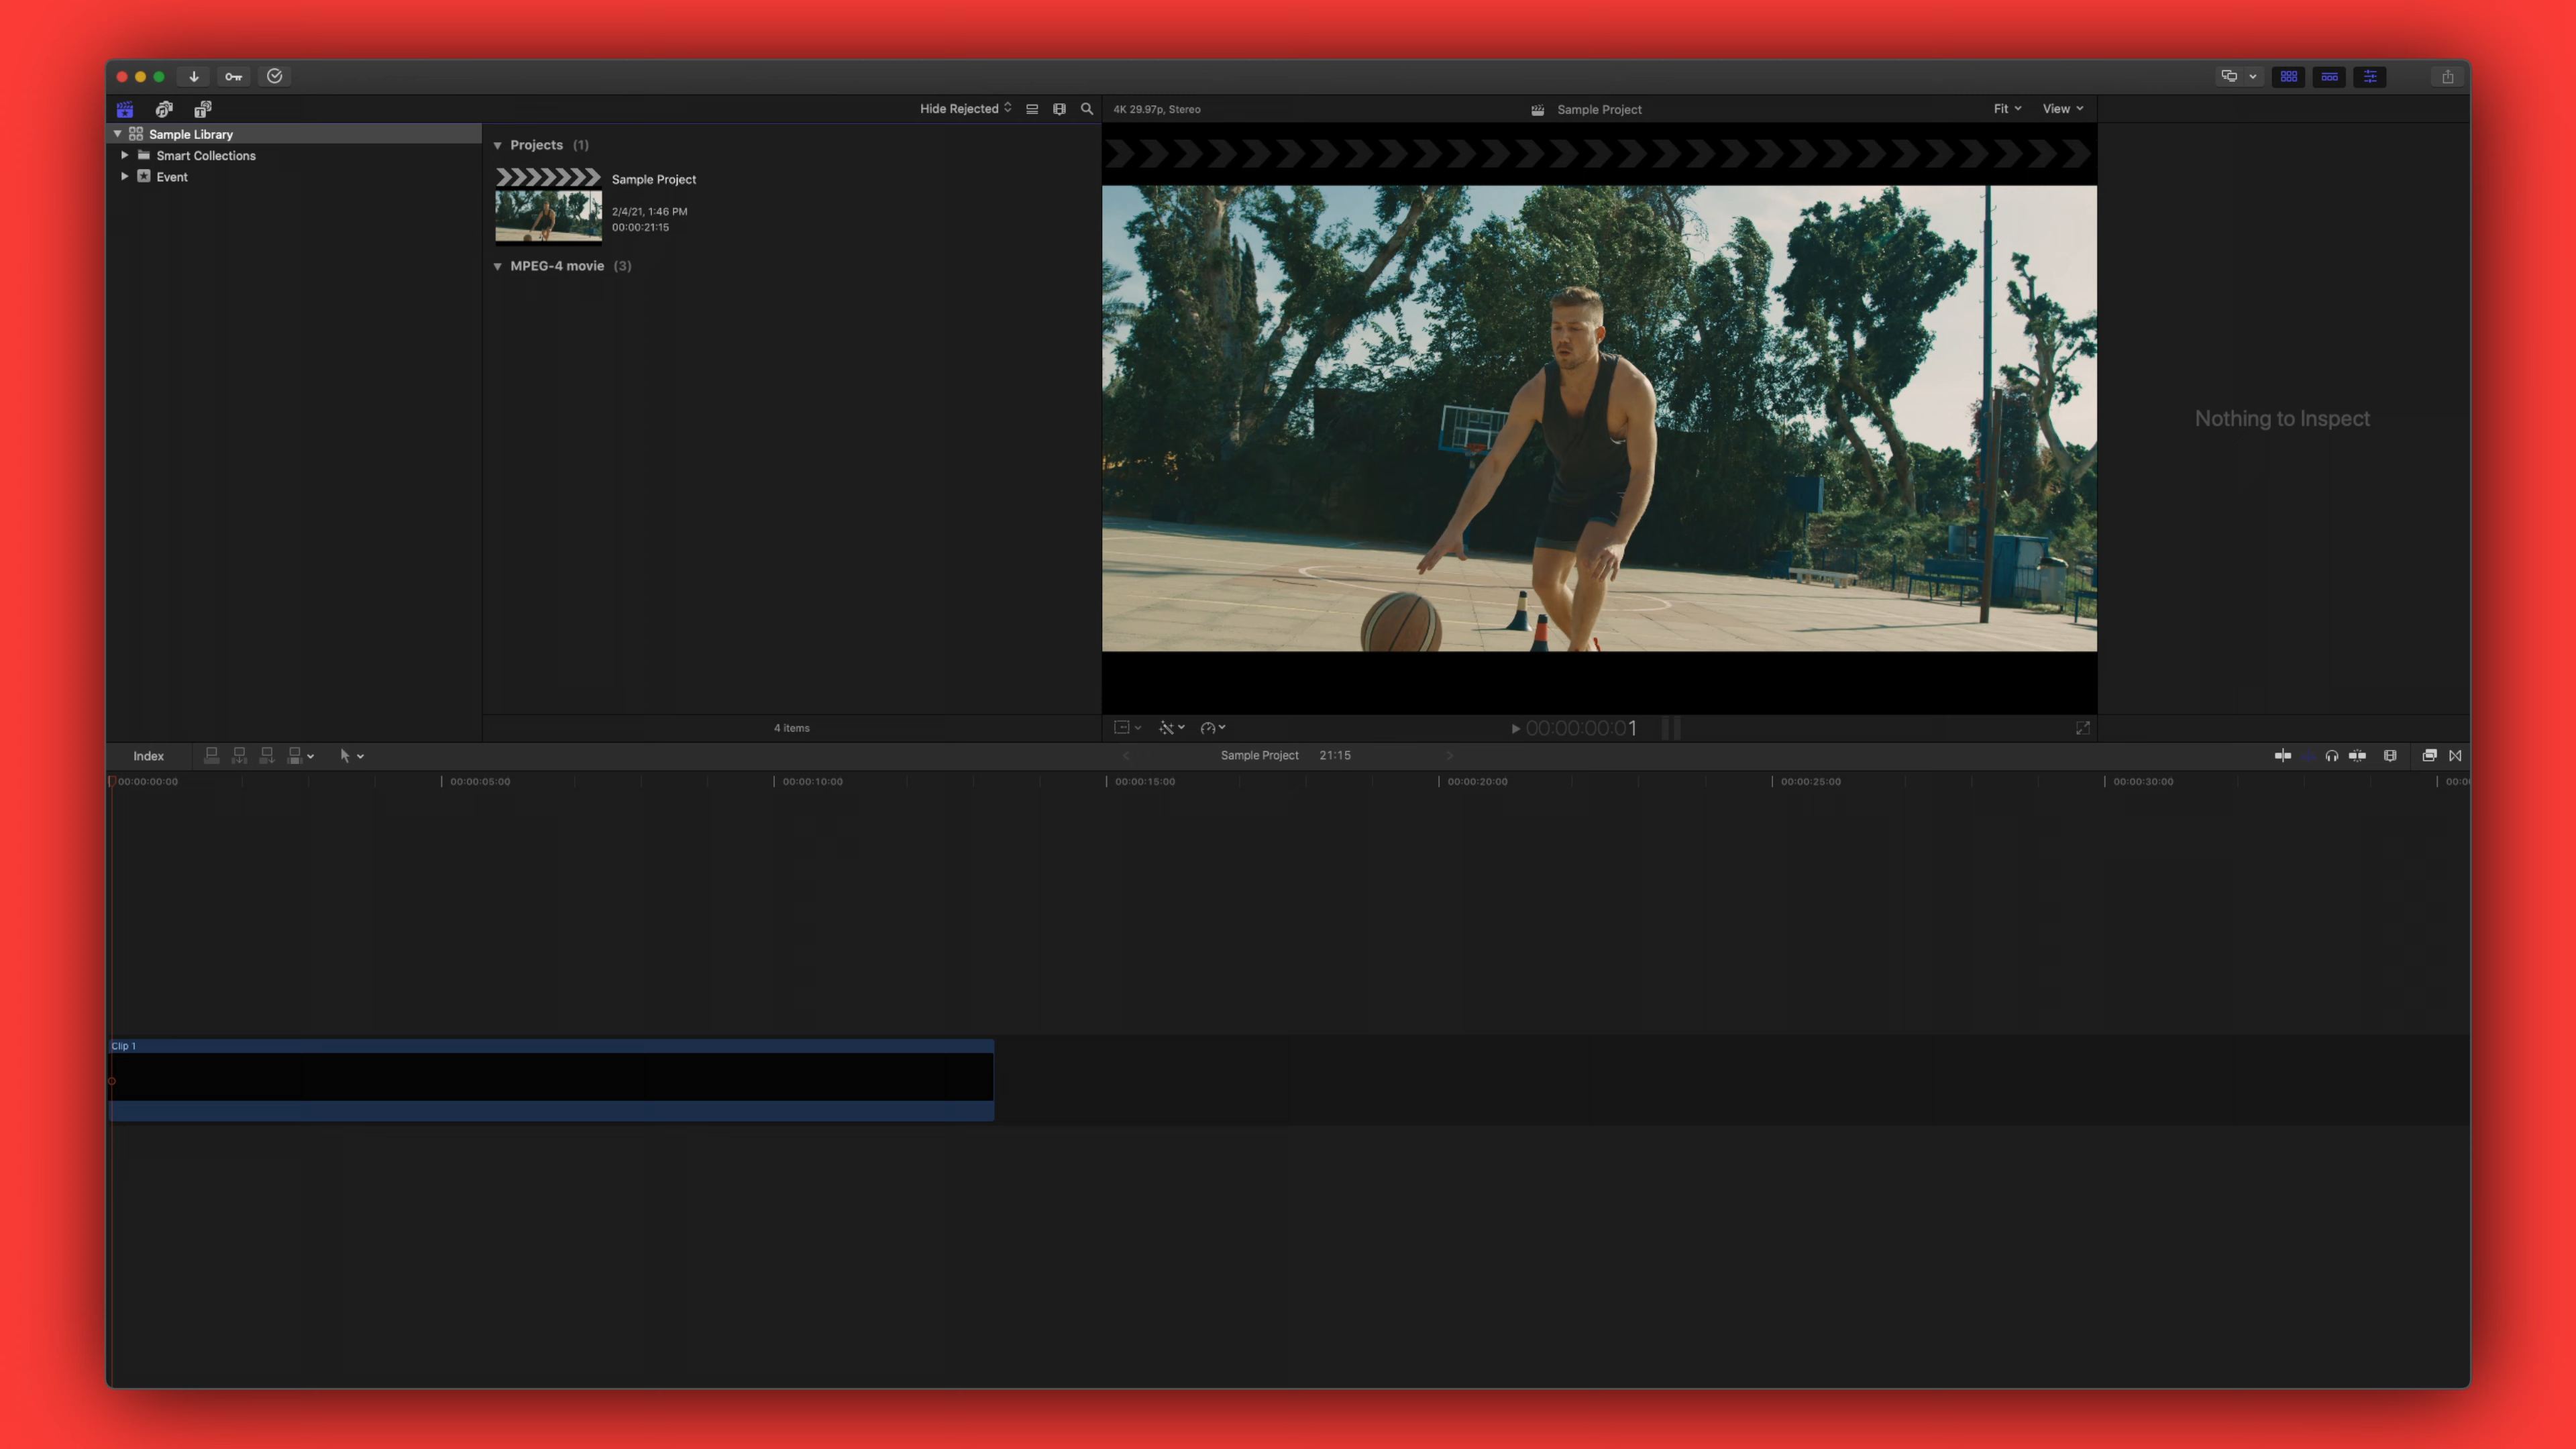 Hide Rejected
4K 29.97p, Stereo
Sample Project
Fit
View
Sample Library
Smart Collections
Event
Projects (1)
Sample Project
2/4/21, 1:46 PM
00:00:21:15
MPEG-4 movie (3)
Nothing to Inspect
4 items
00:00:00:01
Index
Sample Project 21:15
00:00:00:00
00:00:05:00
00:00:10:00
00:00:15:00
00:00:20:00
00:00:25:00
00:00:30:00
Clip 1